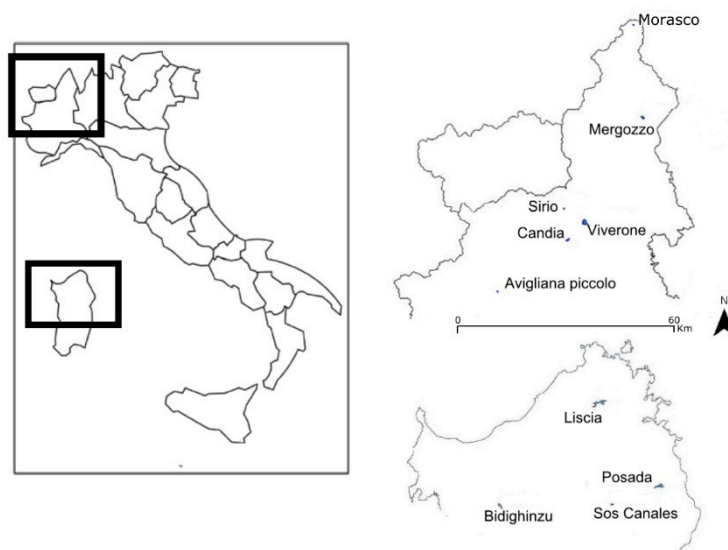 Morasco
Mergozzo
Sirio
Candia
Viverone
Avigliana piccolo
0 60
Km
N
Liscia
Posada
Bidighinzu
Sos Canales